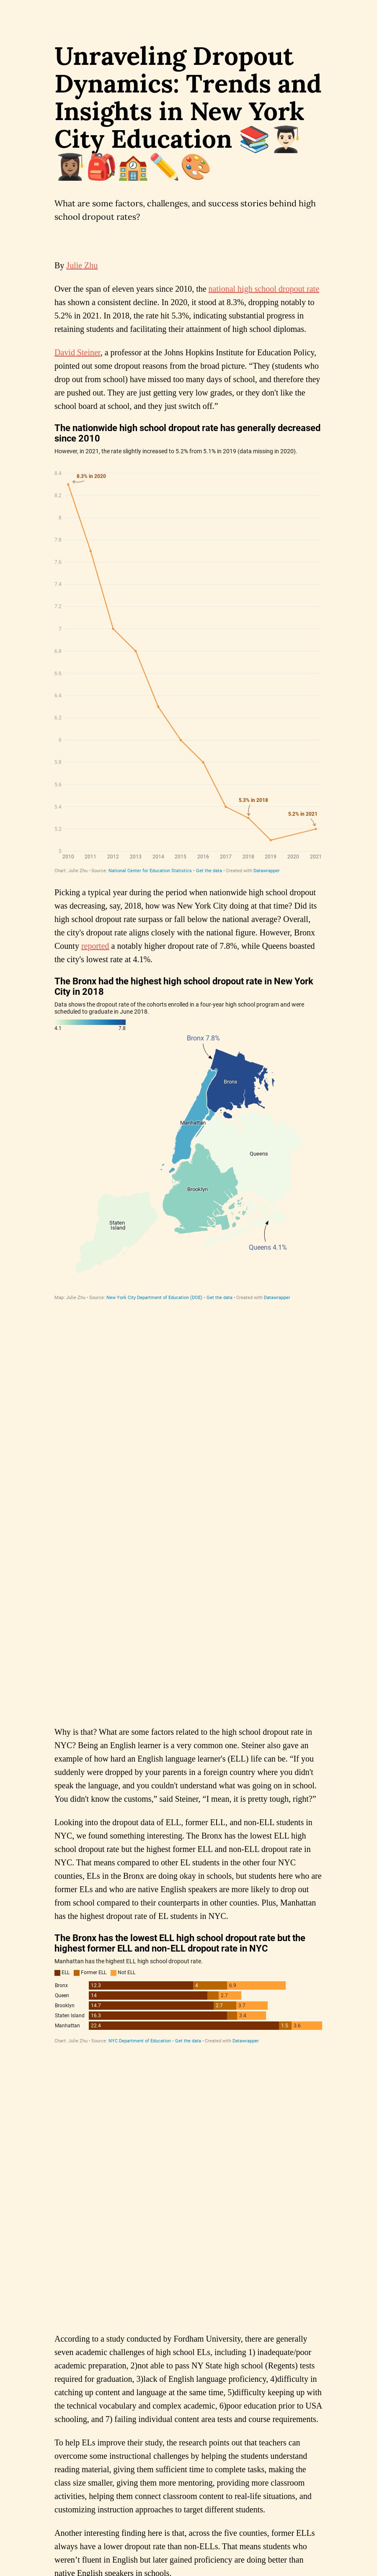 Unraveling Dropout
Dynamics: Trends and
Insights in New York
City Education 📚👨🏻‍🎓
👩🏽‍🎓🎒🏫✏️🎨
What are some factors, challenges, and success stories behind high
school dropout rates?
By Julie Zhu
Over the span of eleven years since 2010, the national high school dropout rate
has shown a consistent decline. In 2020, it stood at 8.3%, dropping notably to
5.2% in 2021. In 2018, the rate hit 5.3%, indicating substantial progress in
retaining students and facilitating their attainment of high school diplomas.
David Steiner, a professor at the Johns Hopkins Institute for Education Policy,
pointed out some dropout reasons from the broad picture. “They (students who
drop out from school) have missed too many days of school, and therefore they
are pushed out. They are just getting very low grades, or they don't like the
school board at school, and they just switch off.”
The nationwide high school dropout rate has generally decreased
since 2010
However, in 2021, the rate slightly increased to 5.2% from 5.1% in 2019 (data missing in 2020).
8.4
8.3% in 2020
8.2
8
7.8
7.6
7.4
7.2
7
6.8
6.6
6.4
6.2
6
5.8
5.6
5.4
5.3% in 2018
5.2% in 2021
5.2
5
2010 2011 2012 2013 2014 2015 2016 2017 2018 2019 2020 2021
Chart: Julie Zhu • Source: National Center for Education Statistics • Get the data • Created with Datawrapper
Picking a typical year during the period when nationwide high school dropout
was decreasing, say, 2018, how was New York City doing at that time? Did its
high school dropout rate surpass or fall below the national average? Overall,
the city's dropout rate aligns closely with the national figure. However, Bronx
County reported a notably higher dropout rate of 7.8%, while Queens boasted
the city's lowest rate at 4.1%.
The Bronx had the highest high school dropout rate in New York
City in 2018
Data shows the dropout rate of the cohorts enrolled in a four-year high school program and were
scheduled to graduate in June 2018.
4.1 7.8
Bronx 7.8%
Bronx
Manhattan
Queens
Brooklyn
Staten
Island
Queens 4.1%
Map: Julie Zhu • Source: New York City Department of Education (DOE) • Get the data • Created with Datawrapper
Why is that? What are some factors related to the high school dropout rate in
NYC? Being an English learner is a very common one. Steiner also gave an
example of how hard an English language learner's (ELL) life can be. “If you
suddenly were dropped by your parents in a foreign country where you didn't
speak the language, and you couldn't understand what was going on in school.
You didn't know the customs,” said Steiner, “I mean, it is pretty tough, right?”
Looking into the dropout data of ELL, former ELL, and non-ELL students in
NYC, we found something interesting. The Bronx has the lowest ELL high
school dropout rate but the highest former ELL and non-ELL dropout rate in
NYC. That means compared to other EL students in the other four NYC
counties, ELs in the Bronx are doing okay in schools, but students here who are
former ELs and who are native English speakers are more likely to drop out
from school compared to their counterparts in other counties. Plus, Manhattan
has the highest dropout rate of EL students in NYC.
The Bronx has the lowest ELL high school dropout rate but the
highest former ELL and non-ELL dropout rate in NYC
Manhattan has the highest ELL high school dropout rate.
ELL Former ELL Not ELL
Bronx 12.3 4 6.9
Queen 14 2.7
Brooklyn 14.7 2.7 3.7
Staten Island 16.3 3.4
Manhattan 22.4 1.5 3.6
Chart: Julie Zhu • Source: NYC Department of Education • Get the data • Created with Datawrapper
According to a study conducted by Fordham University, there are generally
seven academic challenges of high school ELs, including 1) inadequate/poor
academic preparation, 2)not able to pass NY State high school (Regents) tests
required for graduation, 3)lack of English language proficiency, 4)difficulty in
catching up content and language at the same time, 5)difficulty keeping up with
the technical vocabulary and complex academic, 6)poor education prior to USA
schooling, and 7) failing individual content area tests and course requirements.
To help ELs improve their study, the research points out that teachers can
overcome some instructional challenges by helping the students understand
reading material, giving them sufficient time to complete tasks, making the
class size smaller, giving them more mentoring, providing more classroom
activities, helping them connect classroom content to real-life situations, and
customizing instruction approaches to target different students.
Another interesting finding here is that, across the five counties, former ELLs
always have a lower dropout rate than non-ELLs. That means students who
weren’t fluent in English but later gained proficiency are doing better than
native English speakers in schools.